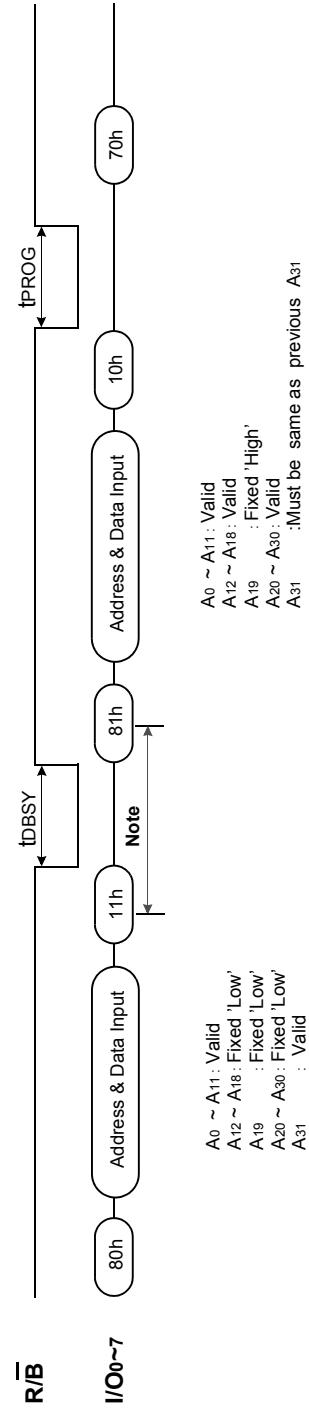 R/B
tDBSY
tPROG
I/O0~7
80h
Address & Data Input
11h
81h
Address & Data Input
10h
70h
Note
A0 ~ A11 : Valid
A12 ~ A18 : Fixed 'Low'
A19 : Fixed 'Low'
A20 ~ A30 : Fixed 'Low'
A31 : Valid
A0 ~ A11 : Valid
A12 ~ A18 : Valid
A19 : Fixed 'High'
A20 ~ A30 : Valid
A31 :Must be same as previous A31